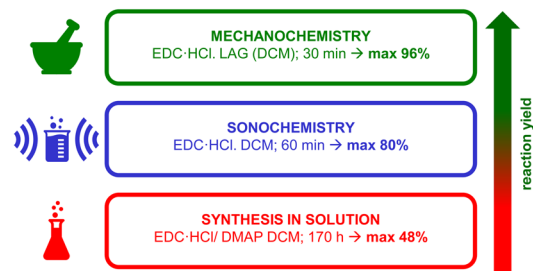 MECHANOCHEMISTRY
EDC·HCl. LAG (DCM); 30 min → max 96%
SONOCHEMISTRY
EDC·HCl. DCM; 60 min → max 80%
SYNTHESIS IN SOLUTION
EDC·HCl/ DMAP DCM; 170 h → max 48%
reaction yield